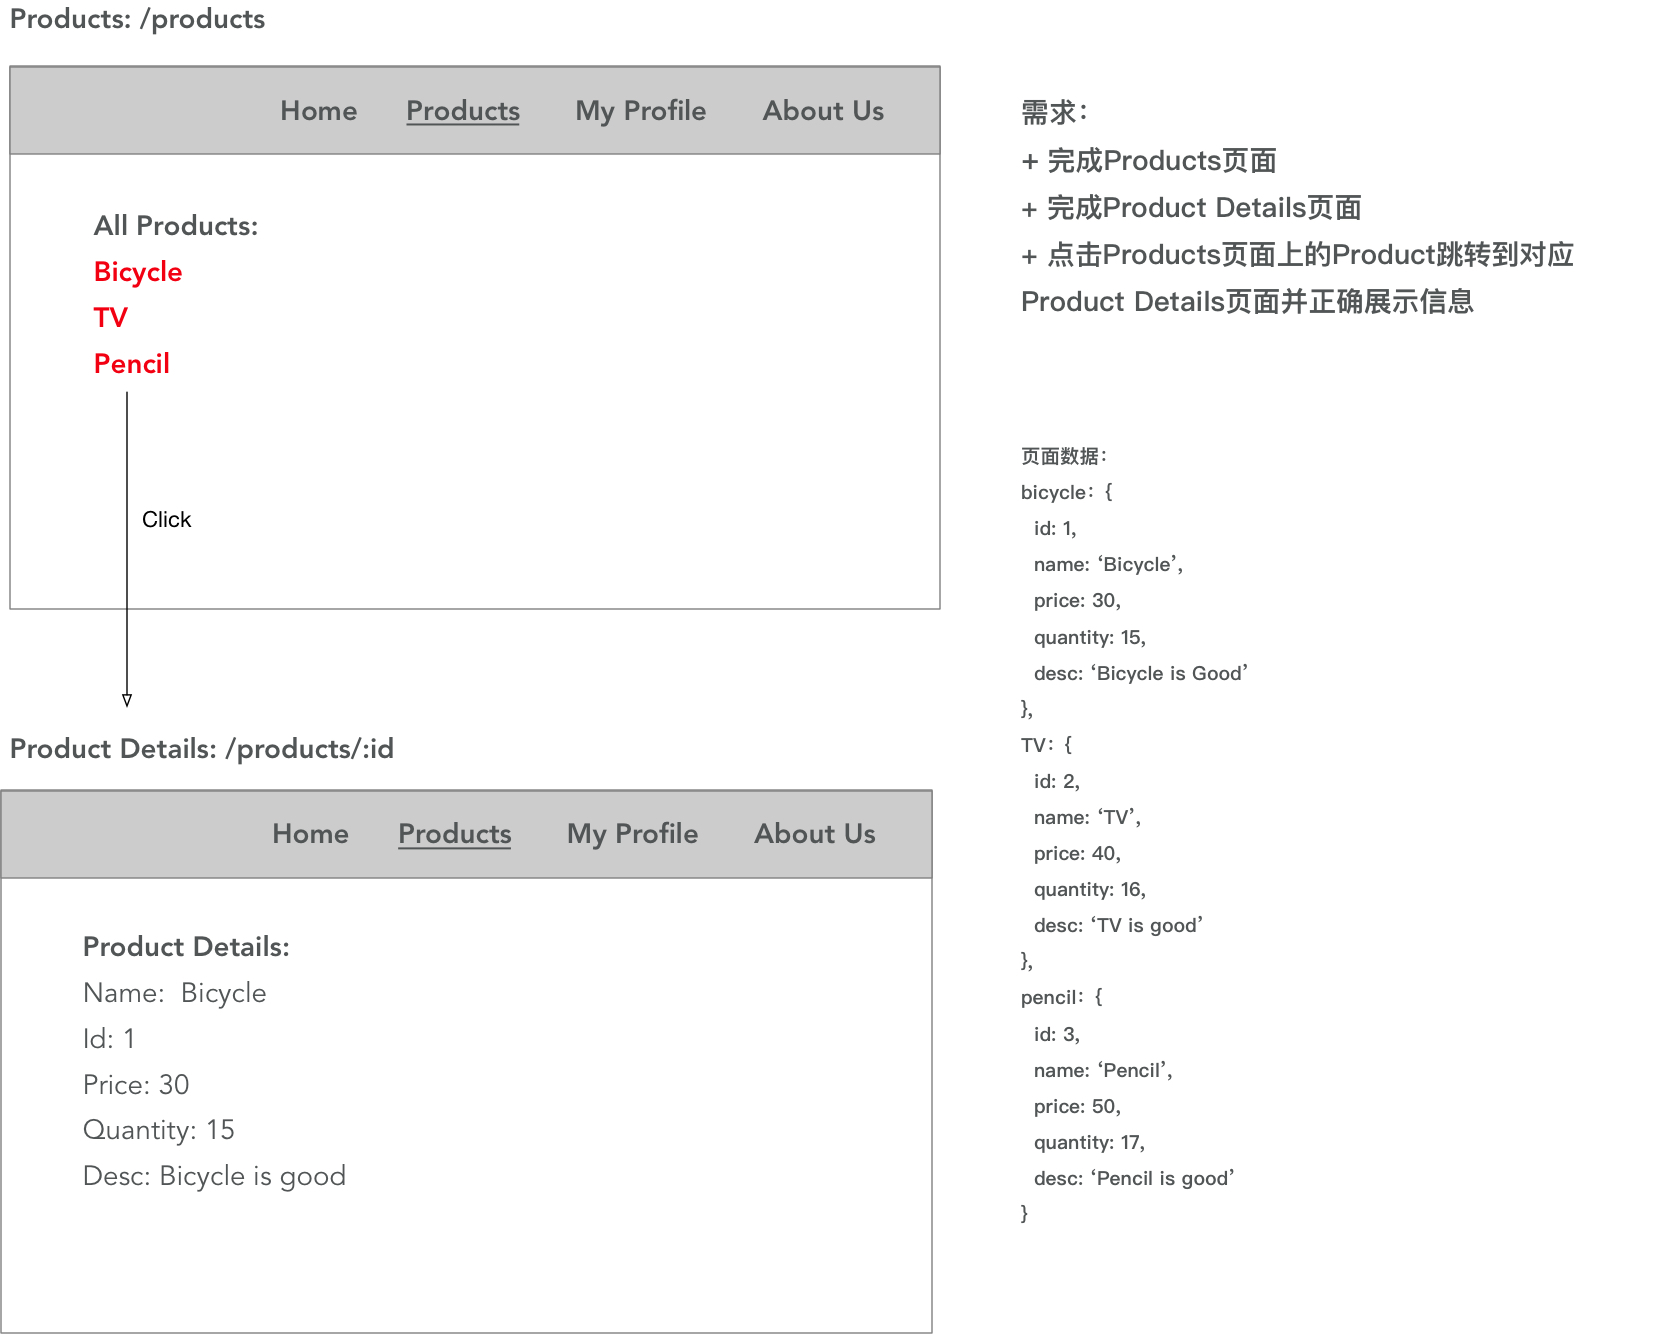 Products: /products
Home Products My Profile About Us
All Products:
Bicycle
TV
Pencil
Click
Product Details: /products/:id
Home Products My Profile About Us
Product Details:
Name:  Bicycle
Id: 1
Price: 30
Quantity: 15
Desc: Bicycle is good
需求：
+ 完成Products页面
+ 完成Product Details页面
+ 点击Products页面上的Product跳转到对应
Product Details页面并正确展示信息
页面数据：
bicycle：{
id: 1,
name: ‘Bicycle’,
price: 30,
quantity: 15,
desc: ‘Bicycle is Good’
},
TV：{
id: 2,
name: ‘TV’,
price: 40,
quantity: 16,
desc: ‘TV is good’
},
pencil：{
id: 3,
name: ‘Pencil’,
price: 50,
quantity: 17,
desc: ‘Pencil is good’
}